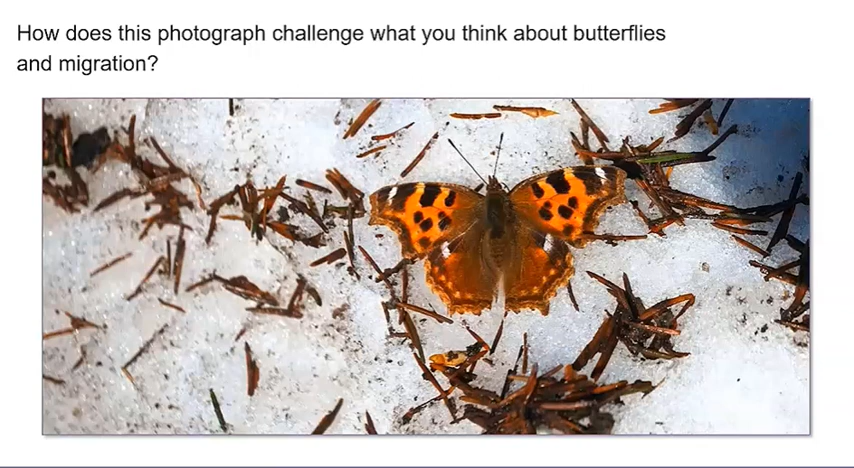 How does this photograph challenge what you think about butterflies
and migration?